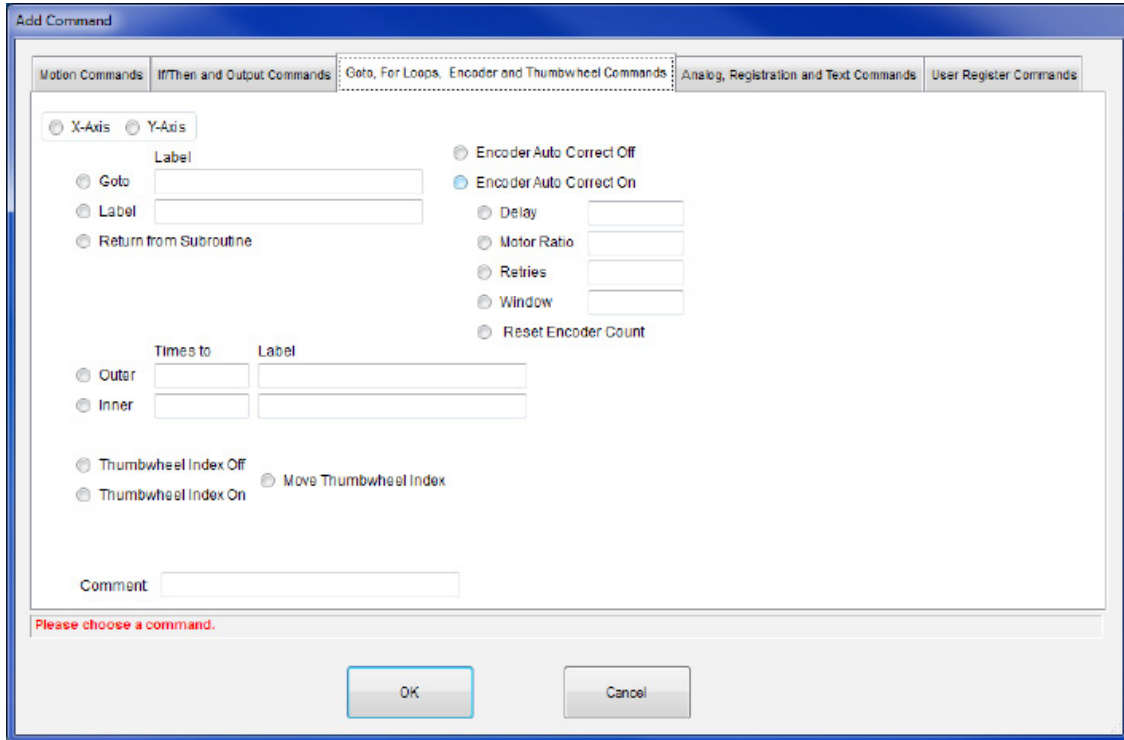 Add Command
Motion Commands If/Then and Output Commands Goto, For Loops, Encoder and Thumbwheel Commands Analog, Registration and Text Commands User Register Commands
X-Axis Y-Axis
Label
Goto
Label
Return from Subroutine
Encoder Auto Correct Off
Encoder Auto Correct On
Delay
Motor Ratio
Retries
Window
Reset Encoder Count
Times to Label
Outer
Inner
Thumbwheel Index Off
Thumbwheel Index On
Move Thumbwheel Index
Comment
Please choose a command.
OK Cancel